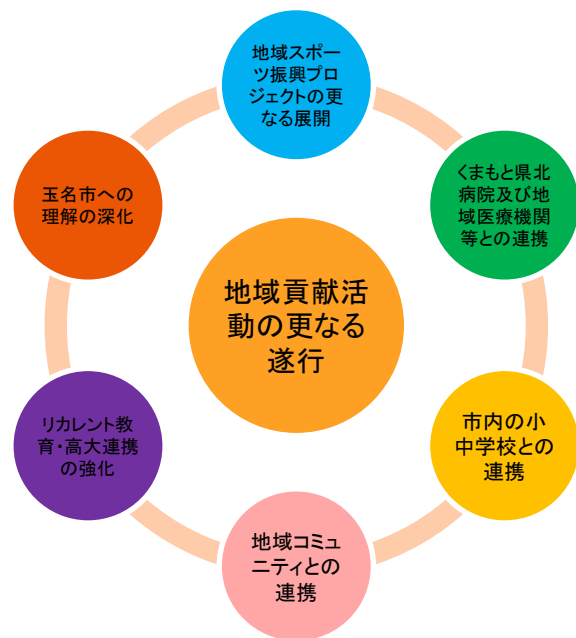 地域スポー
ツ振興プロ
ジェクトの更
なる展開
くまもと県北
病院及び地
域医療機関
等との連携
市内の小
中学校との
連携
地域コミュ
ニティとの
連携
リカレント教
育・高大連携
の強化
玉名市への
理解の深化
地域貢献活
動の更なる
遂行